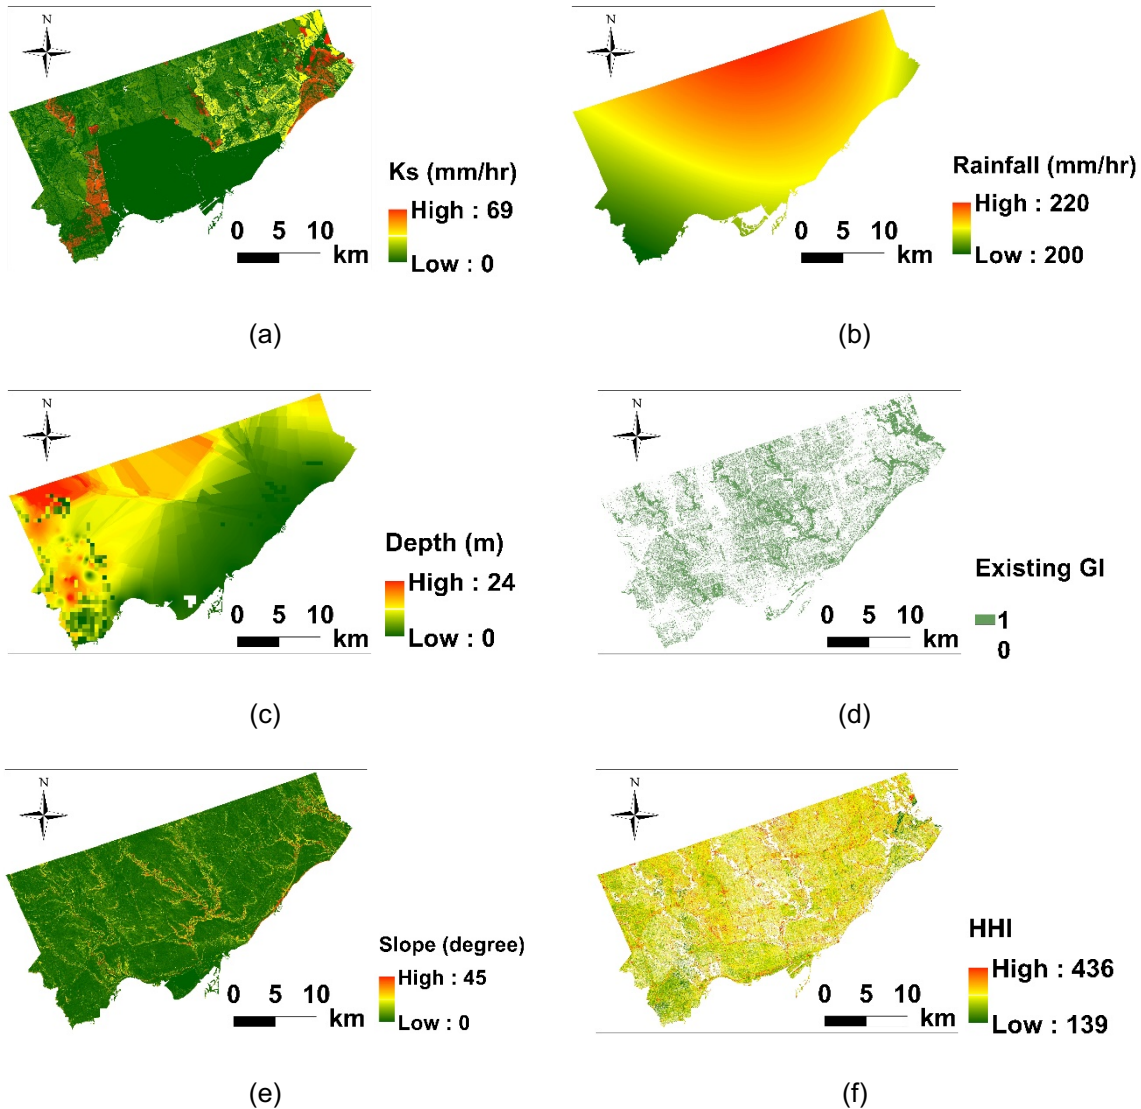 N
Ks (mm/hr)
High : 69
Low : 0
0 5 10
km
(a)
N
Rainfall (mm/hr)
High : 220
Low : 200
0 5 10
km
(b)
N
Depth (m)
High : 24
Low : 0
0 5 10
km
(c)
N
Existing GI
1
0
0 5 10
km
(d)
N
Slope (degree)
High : 45
Low : 0
0 5 10
km
(e)
N
HHI
High : 436
Low : 139
0 5 10
km
(f)